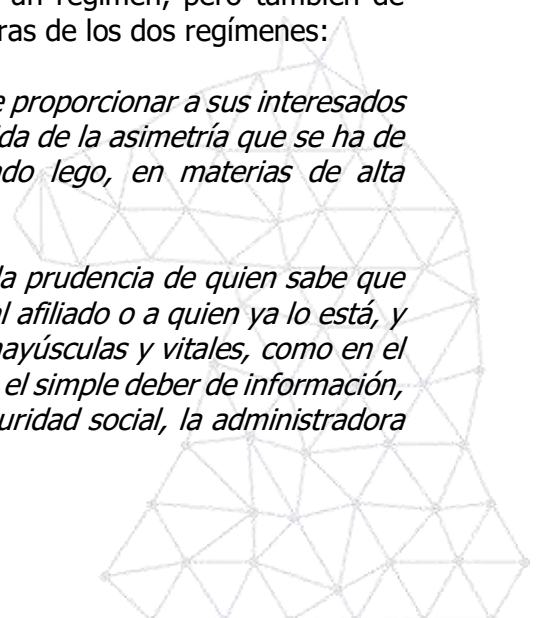 un régimen, pero también de
ras de los dos regímenes:
proporcionar a sus interesados
ida de la asimetría que se ha de
do lego, en materias de alta
la prudencia de quien sabe que
afiliado o a quien ya lo está, y
mayúsculas y vitales, como en el
el simple deber de información,
uridad social, la administradora